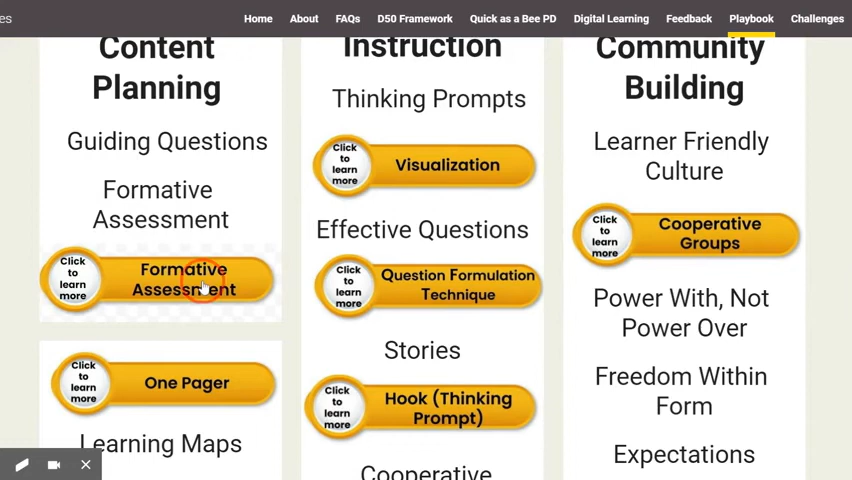 es
Home About FAQs D50 Framework Quick as a Bee PD Digital Learning Feedback Playbook Challenges
Content
Planning
Guiding Questions
Formative
Assessment
Click
to
learn
more
Formative
Assessment
Click
to
learn
more
One Pager
Learning Maps
Instruction
Thinking Prompts
Click
to
learn
more
Visualization
Effective Questions
Click
to
learn
more
Question Formulation
Technique
Stories
Click
to
learn
more
Hook (Thinking
Prompt)
Cooperative
Community
Building
Learner Friendly
Culture
Click
to
learn
more
Cooperative
Groups
Power With, Not
Power Over
Freedom Within
Form
Expectations